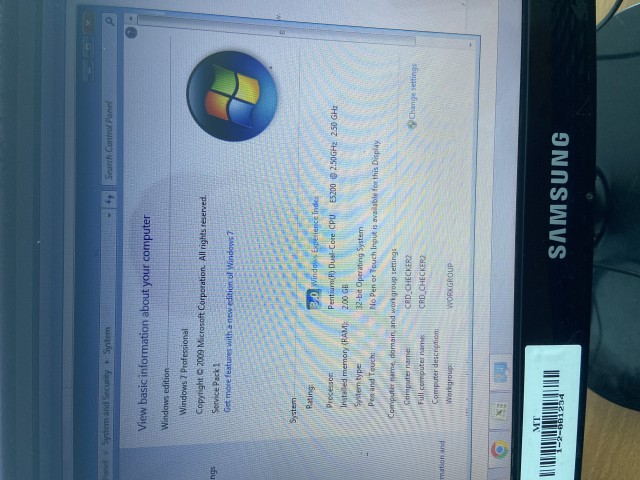 Panel ▸ System and Security ▸ System
Search Control Panel
View basic information about your computer
Windows edition
Windows 7 Professional
Copyright © 2009 Microsoft Corporation. All rights reserved.
Service Pack 1
Get more features with a new edition of Windows 7
System
Rating:
3.0 Windows Experience Index
Processor: Pentium(R) Dual-Core CPU E5200 @ 2.50GHz 2.50 GHz
Installed memory (RAM): 2.00 GB
System type: 32-bit Operating System
Pen and Touch: No Pen or Touch Input is available for this Display
Computer name, domain, and workgroup settings
Computer name: CRD_CHECKER2
Change settings
Full computer name: CRD_CHECKER2
Computer description:
Workgroup: WORKGROUP
ngs
mation and
SAMSUNG
MT
1-2-001234